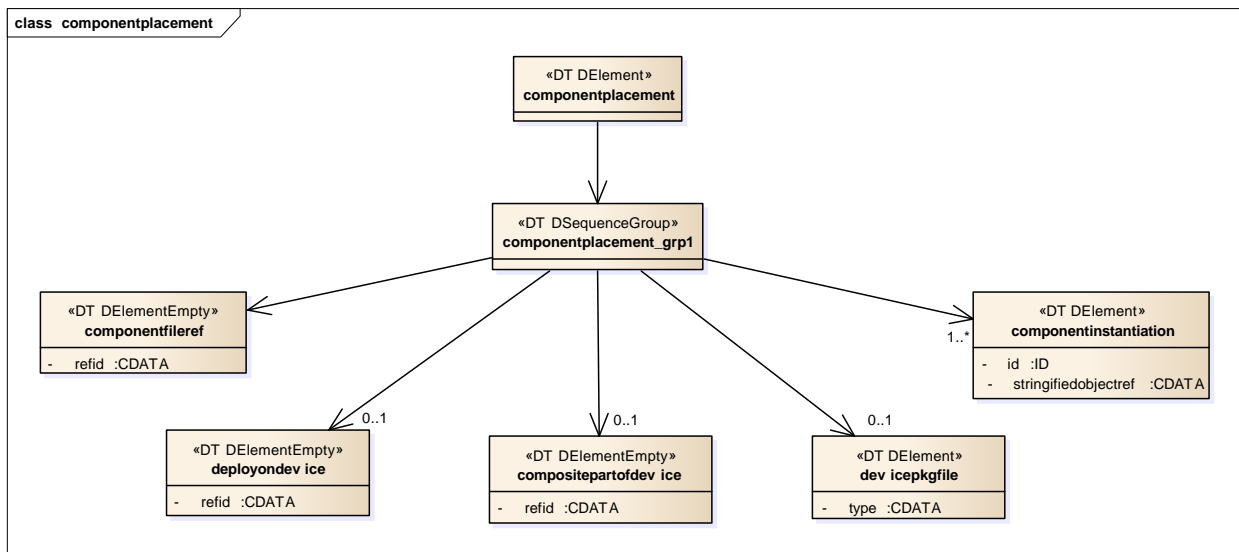 class componentplacement
«DT DElement»
componentplacement
«DT DSequenceGroup»
componentplacement_grp1
«DT DElementEmpty»
componentfileref
- refid :CDATA
«DT DElement»
componentinstantiation
- id :ID
- stringifiedobjectref :CDATA
1..*
0..1
0..1
0..1
«DT DElementEmpty»
deployondev ice
- refid :CDATA
«DT DElementEmpty»
compositepartofdev ice
- refid :CDATA
«DT DElement»
dev icepkgfile
- type :CDATA